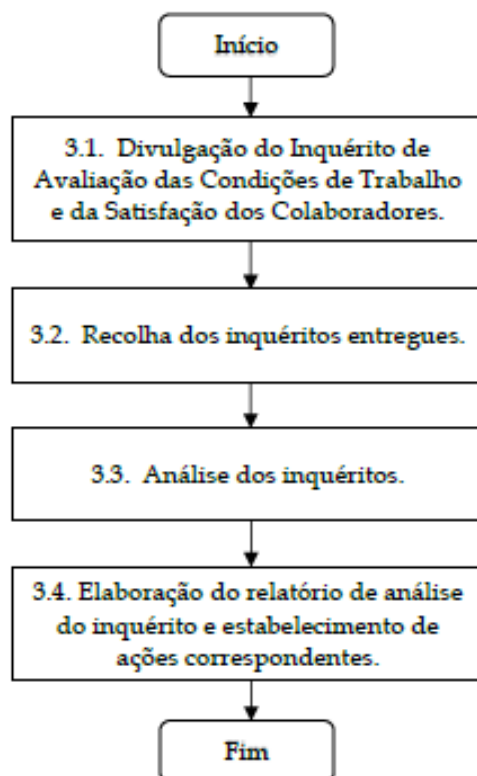 Início
3.1. Divulgação do Inquérito de
Avaliação das Condições de Trabalho
e da Satisfação dos Colaboradores.
3.2. Recolha dos inquéritos entregues.
3.3. Análise dos inquéritos.
3.4. Elaboração do relatório de análise
do inquérito e estabelecimento de
ações correspondentes.
Fim